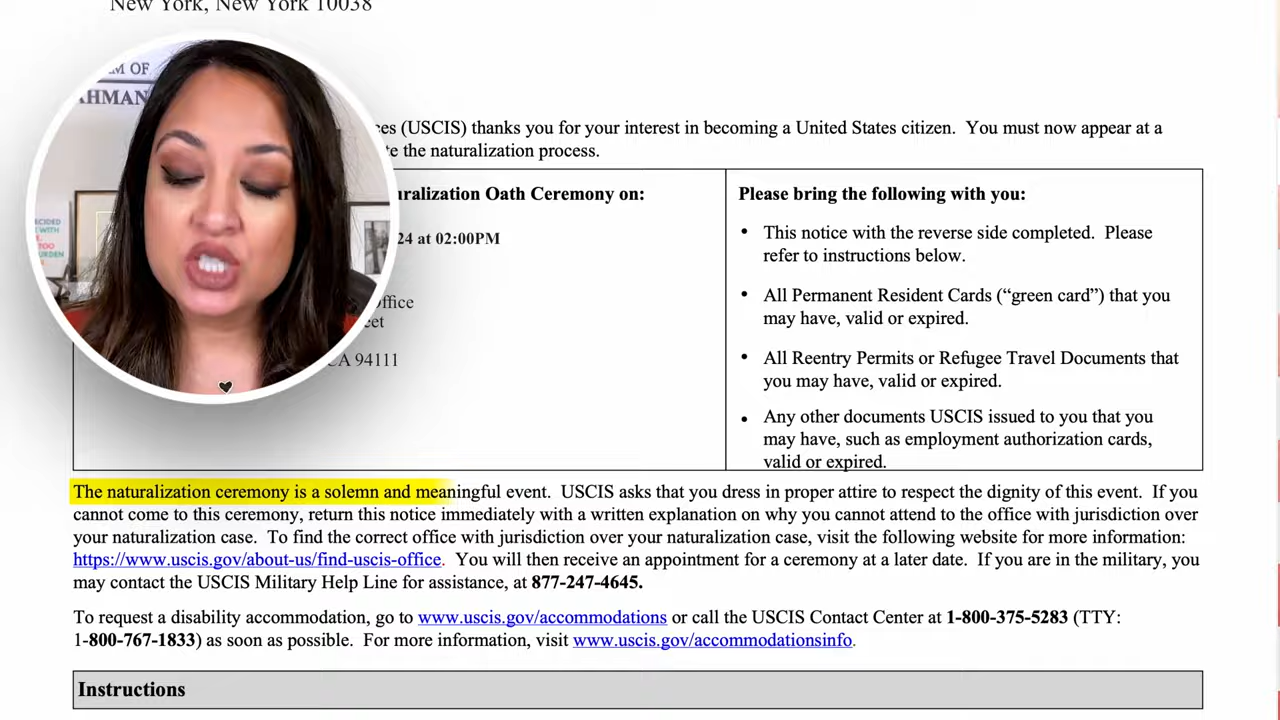 New York, New York 10038
M OF
HMAN
CIDED
WITH
TOO
URDEN
es (USCIS) thanks you for your interest in becoming a United States citizen. You must now appear at a
te the naturalization process.
uralization Oath Ceremony on:
24 at 02:00PM
ffice
eet
CA 94111
Please bring the following with you:
• This notice with the reverse side completed. Please
refer to instructions below.
• All Permanent Resident Cards (“green card”) that you
may have, valid or expired.
• All Reentry Permits or Refugee Travel Documents that
you may have, valid or expired.
• Any other documents USCIS issued to you that you
may have, such as employment authorization cards,
valid or expired.
The naturalization ceremony is a solemn and meaningful event. USCIS asks that you dress in proper attire to respect the dignity of this event. If you
cannot come to this ceremony, return this notice immediately with a written explanation on why you cannot attend to the office with jurisdiction over
your naturalization case. To find the correct office with jurisdiction over your naturalization case, visit the following website for more information:
https://www.uscis.gov/about-us/find-uscis-office. You will then receive an appointment for a ceremony at a later date. If you are in the military, you
may contact the USCIS Military Help Line for assistance, at 877-247-4645.
To request a disability accommodation, go to www.uscis.gov/accommodations or call the USCIS Contact Center at 1-800-375-5283 (TTY:
1-800-767-1833) as soon as possible. For more information, visit www.uscis.gov/accommodationsinfo.
Instructions